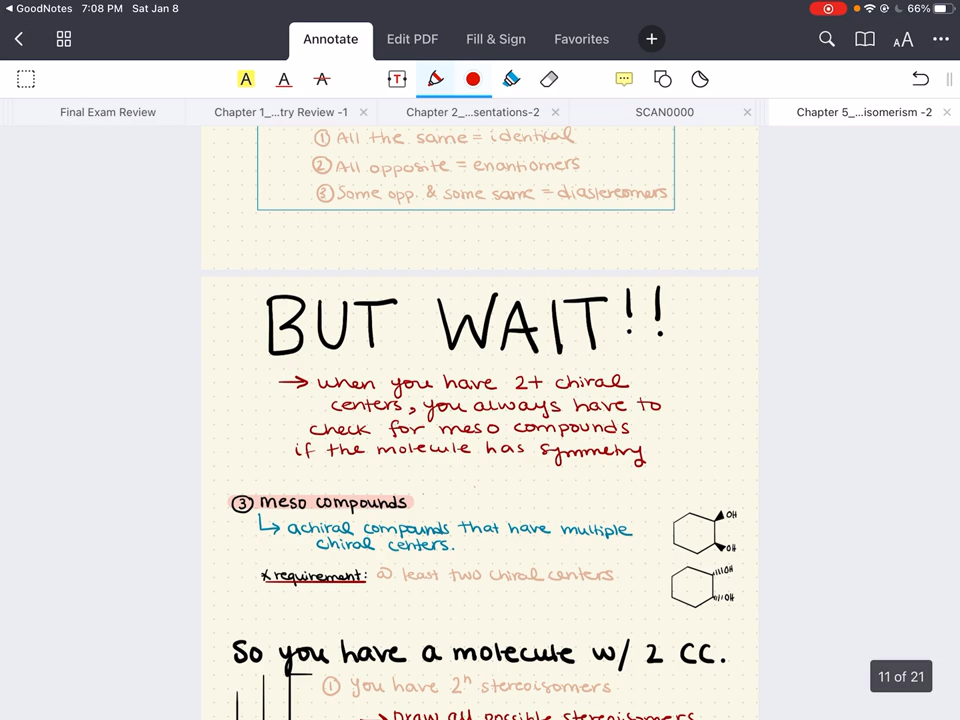 GoodNotes 7:08 PM Sat Jan 8 66%
Annotate Edit PDF Fill & Sign Favorites
AA
A A A T
Final Exam Review Chapter 1_...try Review -1 Chapter 2_...sentations-2 SCAN0000 Chapter 5_...isomerism -2
① All the same = identical
② All opposite = enantiomers
③ Some opp. & some same = diastereomers
BUT WAIT!!
→ when you have 2+ chiral
centers, you always have to
check for meso compounds
if the molecule has symmetry
③ meso compounds
OH
↳ achiral compounds that have multiple
chiral centers.
OH
* requirement: @ least two chiral centers
OH
OH
So you have a molecule w/ 2 CC.
11 of 21
① you have 2ⁿ stereoisomers
→ Draw all possible stereoisomers